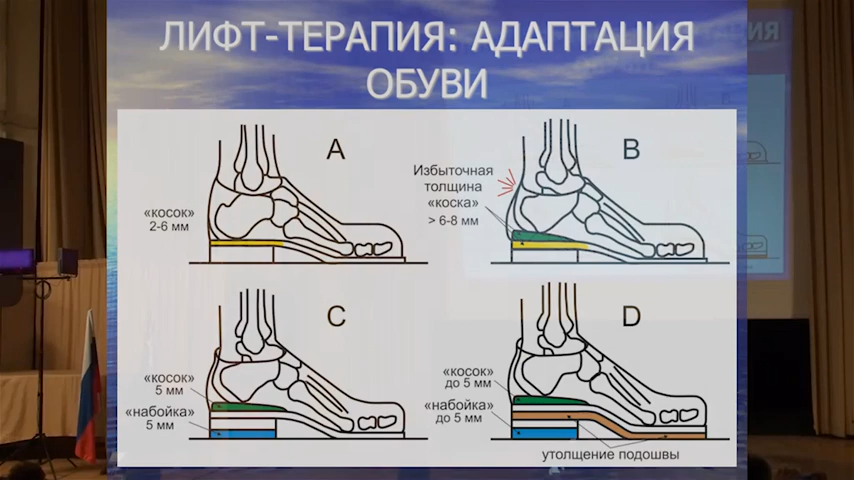 ЛИФТ-ТЕРАПИЯ: АДАПТАЦИЯ
ОБУВИ
A
«косок»
2-6 мм
B
Избыточная
толщина
«коска»
> 6-8 мм
C
«косок»
5 мм
«набойка»
5 мм
D
«косок»
до 5 мм
«набойка»
до 5 мм
утолщение подошвы